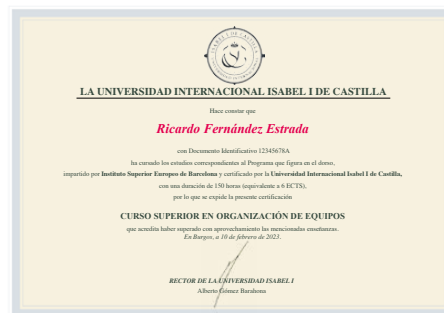 ISABEL I DE CASTILLA
LA UNIVERSIDAD INTERNACIONAL ISABEL I DE CASTILLA
Hace constar que
Ricardo Fernández Estrada
con Documento Identificativo 12345678A
ha cursado los estudios correspondientes al Programa que figura en el dorso,
impartido por Instituto Superior Europeo de Barcelona y certificado por la Universidad Internacional Isabel I de Castilla,
con una duración de 150 horas (equivalente a 6 ECTS),
por lo que se expide la presente certificación
CURSO SUPERIOR EN ORGANIZACIÓN DE EQUIPOS
que acredita haber superado con aprovechamiento las mencionadas enseñanzas.
En Burgos, a 10 de febrero de 2023.
RECTOR DE LA UNIVERSIDAD ISABEL I
Alberto Gómez Barahona